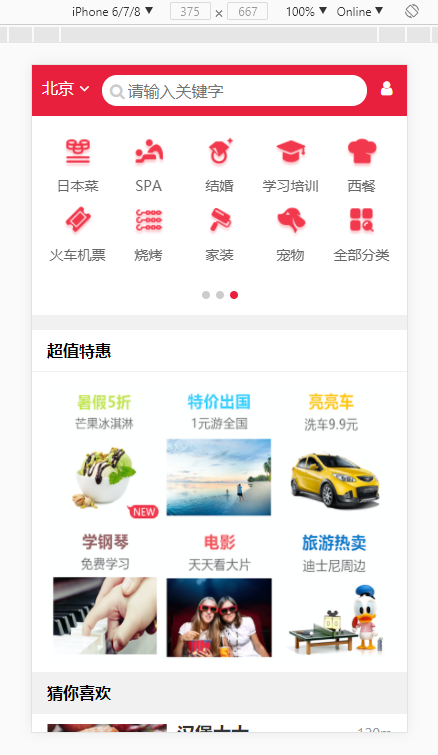 iPhone 6/7/8 ▼ 100% ▼ Online ▼
375 × 667
北京 请输入关键字
日本菜 SPA 结婚 学习培训 西餐
火车机票 烧烤 家装 宠物 全部分类
超值特惠
暑假5折 特价出国 亮亮车
芒果冰淇淋 1元游全国 洗车9.9元
NEW
学钢琴 电影 旅游热卖
免费学习 天天看大片 迪士尼周边
猜你喜欢